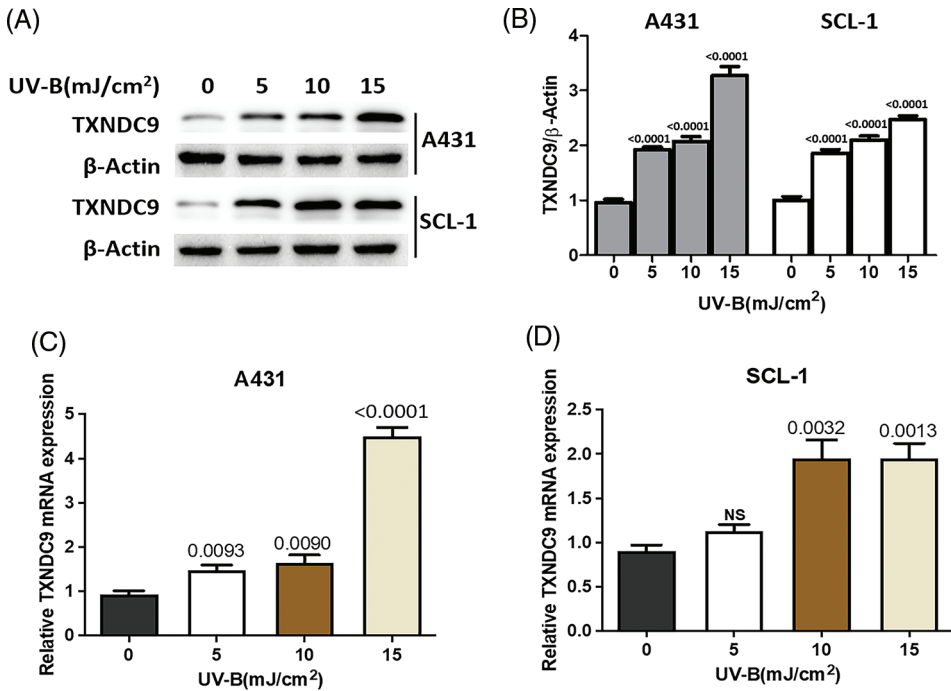 (A)
UV-B(mJ/cm²) 0 5 10 15
TXNDC9
β-Actin
A431
TXNDC9
β-Actin
SCL-1
(B)
A431 SCL-1
TXNDC9/β-Actin
4
3
2
1
0
<0.0001 <0.0001 <0.0001
<0.0001 <0.0001 <0.0001
0 5 10 15 0 5 10 15
UV-B(mJ/cm²)
(C)
A431
Relative TXNDC9 mRNA expression
5
4
2
1
0
0.0093 0.0090 <0.0001
0 5 10 15
UV-B(mJ/cm²)
(D)
SCL-1
Relative TXNDC9 mRNA expression
2.5
2.0
1.5
1.0
0.5
0.0
NS 0.0032 0.0013
0 5 10 15
UV-B(mJ/cm²)